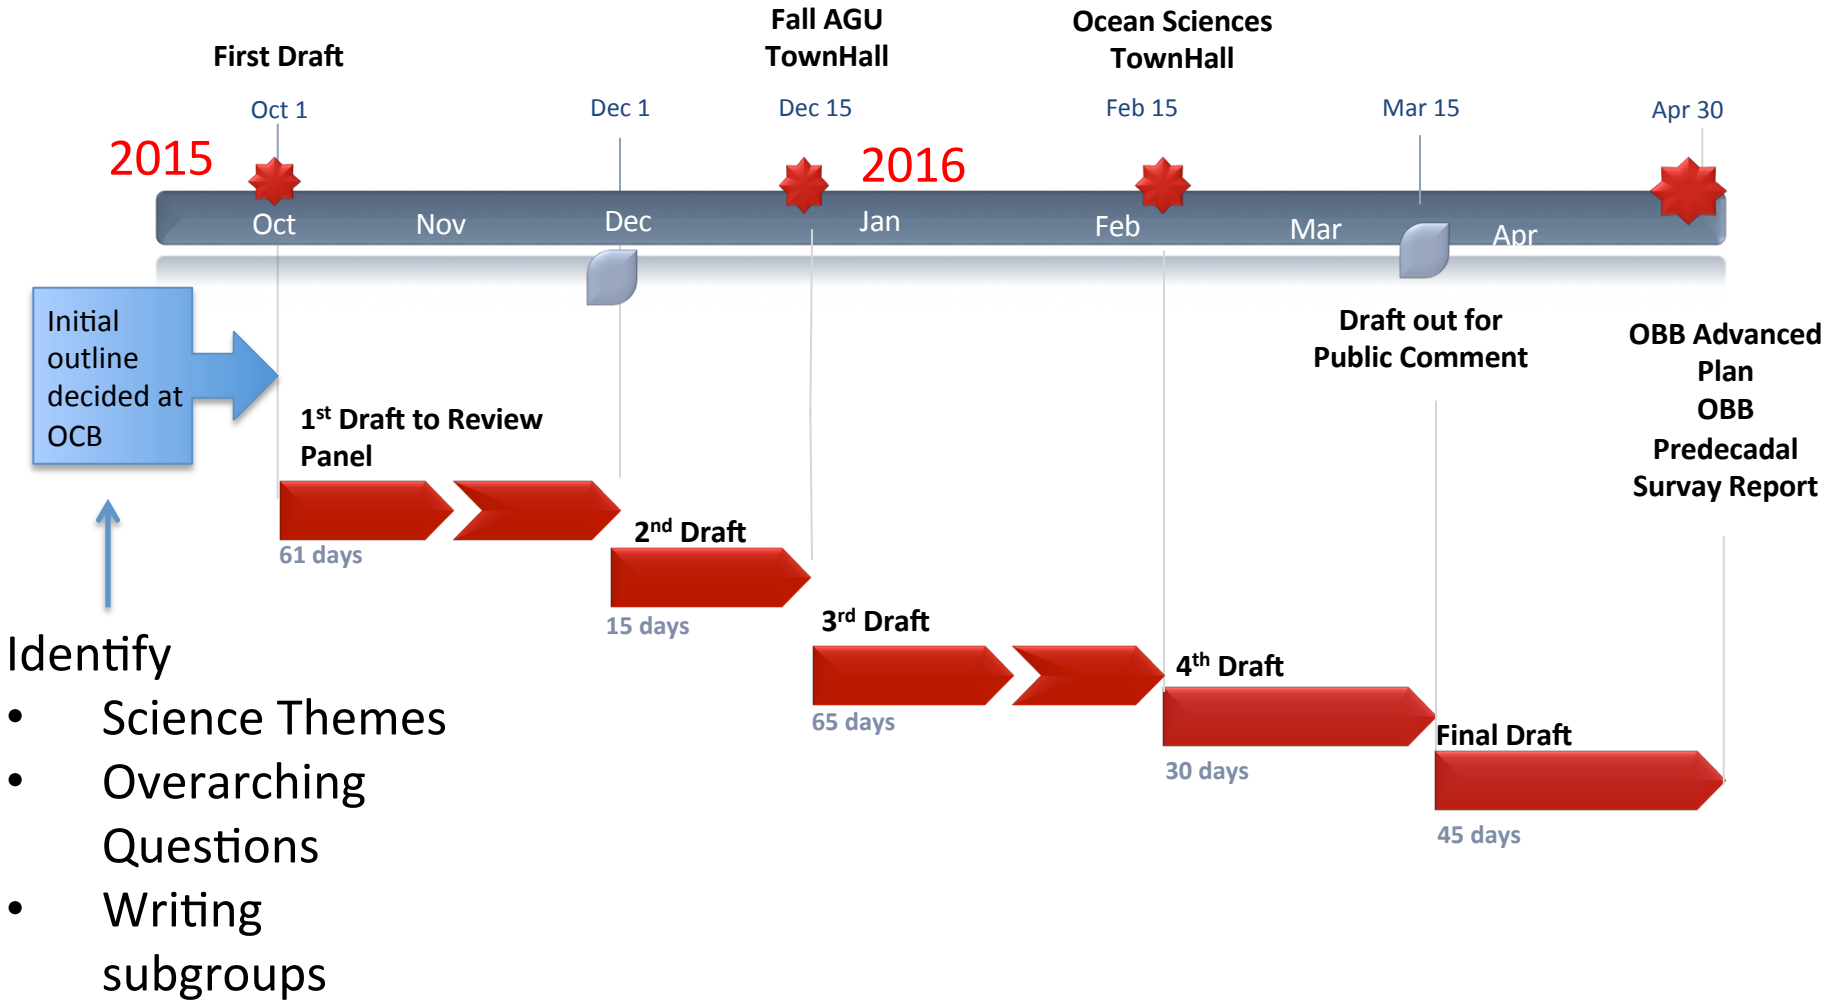 First Draft
Fall AGU
TownHall
Ocean Sciences
TownHall
Oct 1
Dec 1
Dec 15
Feb 15
Mar 15
Apr 30
2015
2016
Oct
Nov
Dec
Jan
Feb
Mar
Apr
Initial
outline
decided at
OCB
Draft out for
Public Comment
OBB Advanced
Plan
OBB
Predecadal
Survay Report
1st Draft to Review
Panel
61 days
2nd Draft
15 days
3rd Draft
65 days
4th Draft
30 days
Final Draft
45 days
Identify
• Science Themes
• Overarching
Questions
• Writing
subgroups